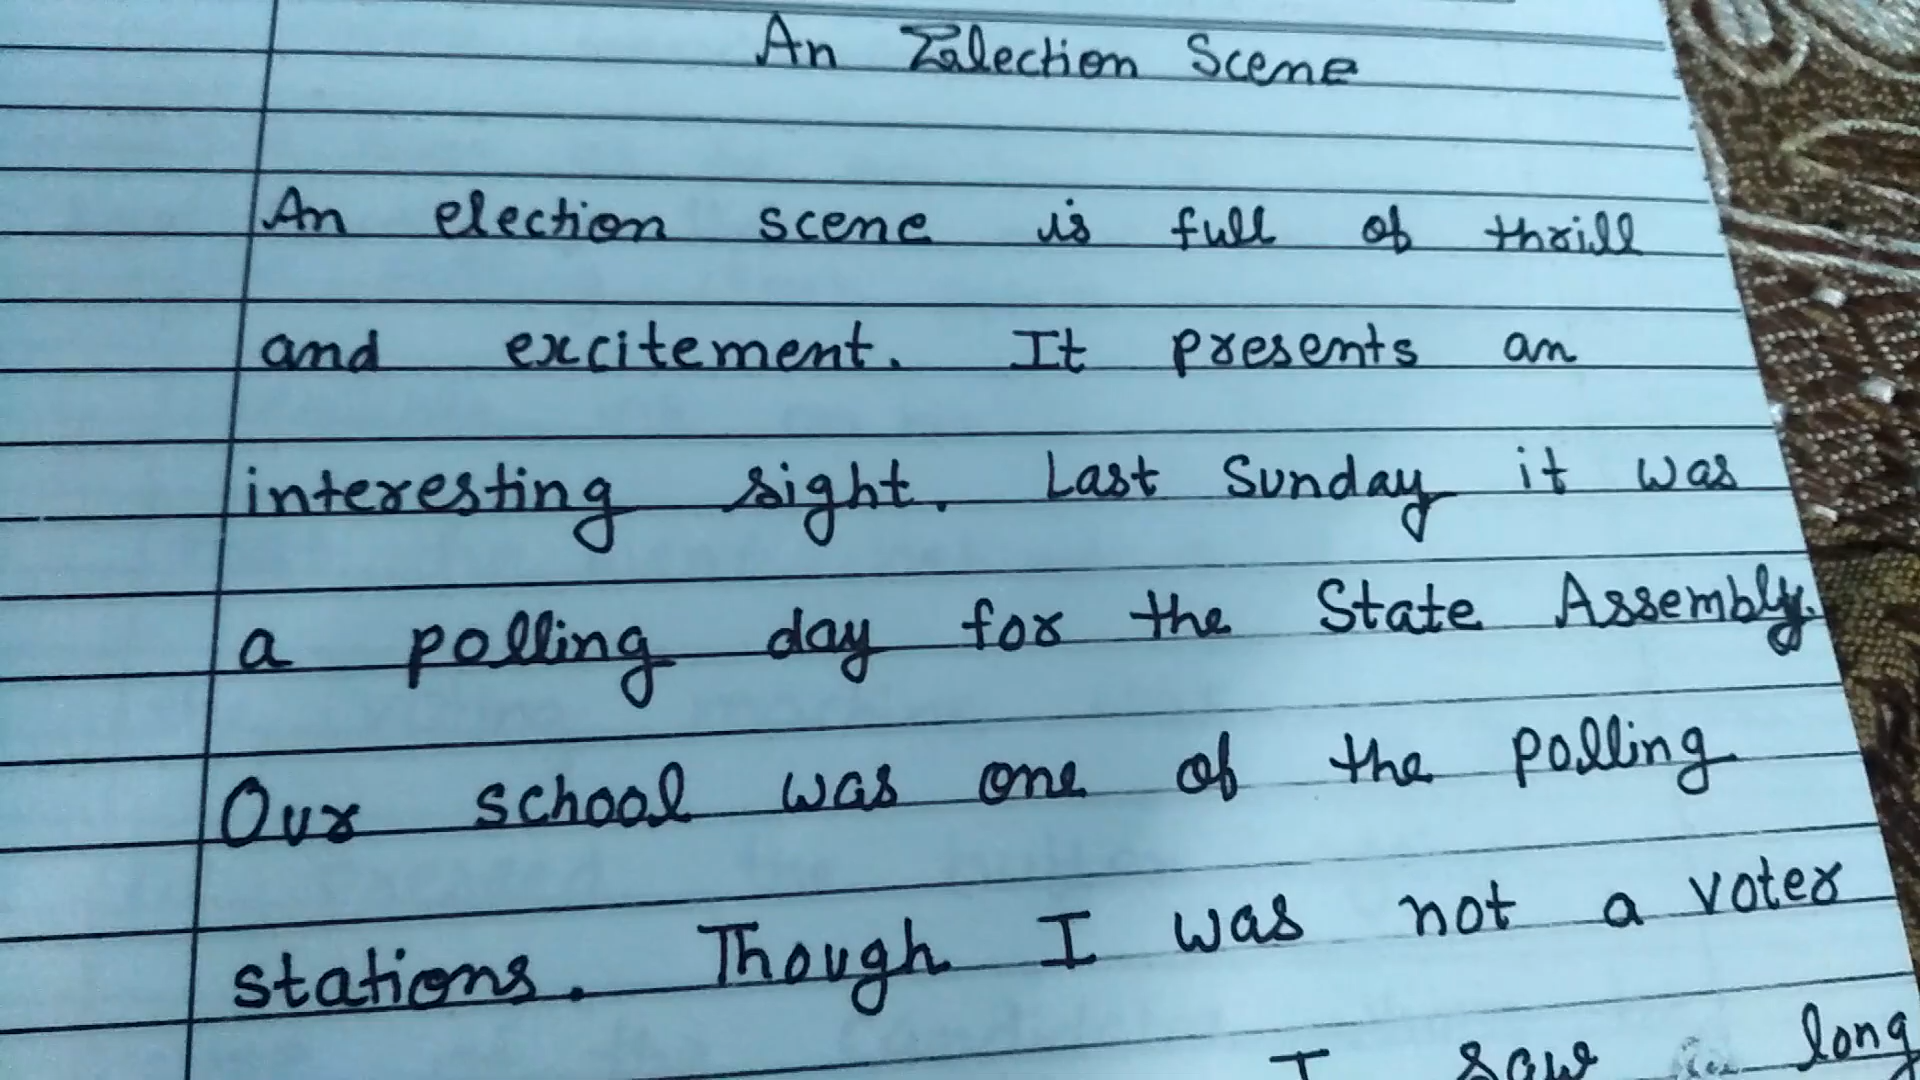 An Election Scene
An election scene is full of thrill
and excitement. It presents an
interesting sight. Last Sunday it was
a polling day for the State Assembly.
Our school was one of the polling
stations. Though I was not a voter
I saw long